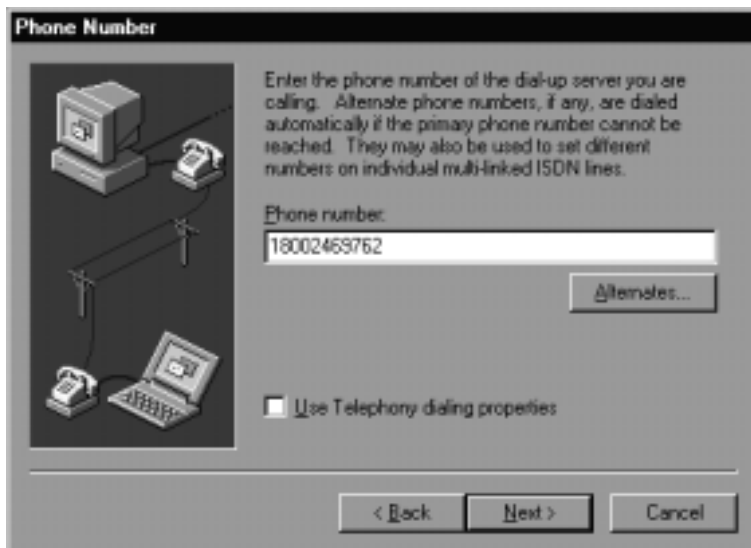 Phone Number
Enter the phone number of the dial-up server you are
calling. Alternate phone numbers, if any, are dialed
automatically if the primary phone number cannot be
reached. They may also be used to set different
numbers on individual multi-linked ISDN lines.
Phone number:
18002469762
Alternates...
Use Telephony dialing properties
< Back
Next >
Cancel